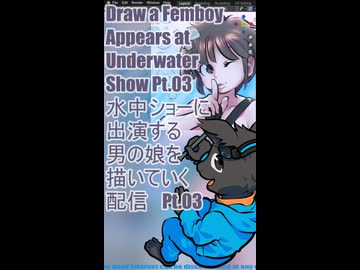 Draw a Femboy
Appears at
Underwater
Show Pt.03
水中ショーに
出演する
男の娘を
描いていく
配信 Pt.03